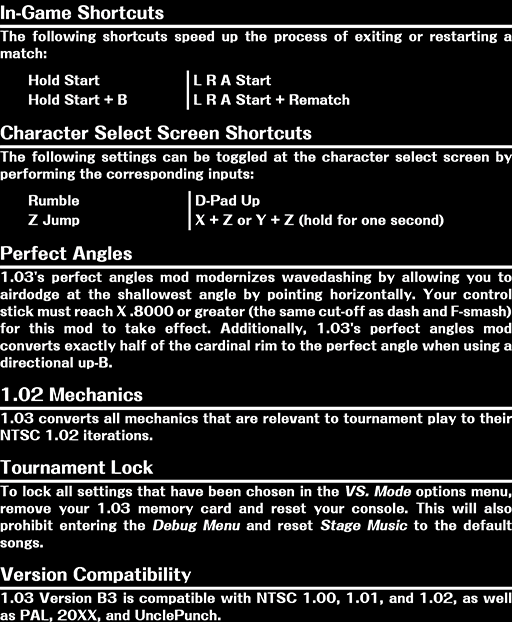 In-Game Shortcuts
The following shortcuts speed up the process of exiting or restarting a
match:
Hold Start L R A Start
Hold Start + B L R A Start + Rematch
Character Select Screen Shortcuts
The following settings can be toggled at the character select screen by
performing the corresponding inputs:
Rumble D-Pad Up
Z Jump X + Z or Y + Z (hold for one second)
Perfect Angles
1.03's perfect angles mod modernizes wavedashing by allowing you to
airdodge at the shallowest angle by pointing horizontally. Your control
stick must reach X .8000 or greater (the same cut-off as dash and F-smash)
for this mod to take effect. Additionally, 1.03's perfect angles mod
converts exactly half of the cardinal rim to the perfect angle when using a
directional up-B.
1.02 Mechanics
1.03 converts all mechanics that are relevant to tournament play to their
NTSC 1.02 iterations.
Tournament Lock
To lock all settings that have been chosen in the VS. Mode options menu,
remove your 1.03 memory card and reset your console. This will also
prohibit entering the Debug Menu and reset Stage Music to the default
songs.
Version Compatibility
1.03 Version B3 is compatible with NTSC 1.00, 1.01, and 1.02, as well
as PAL, 20XX, and UnclePunch.